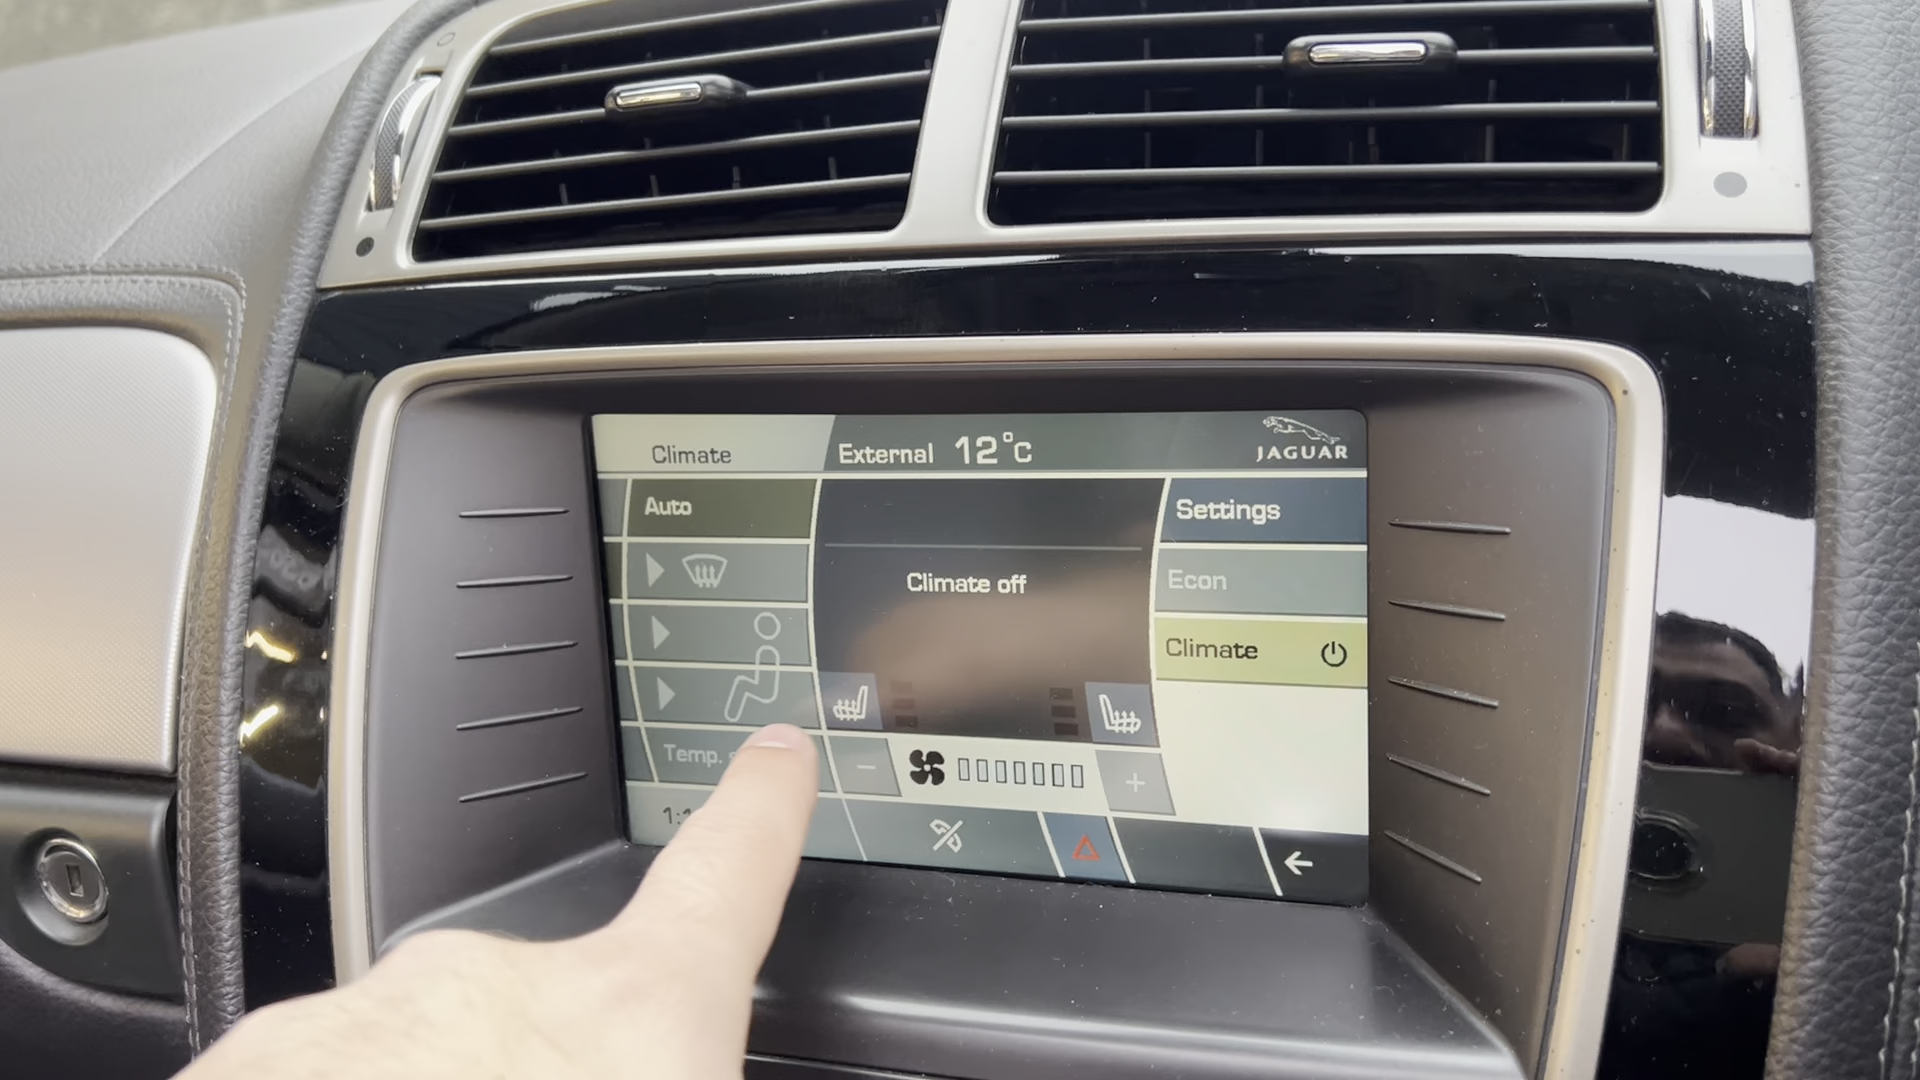 Climate
External 12°C
JAGUAR
Auto
Settings
Climate off
Econ
Climate
Temp.